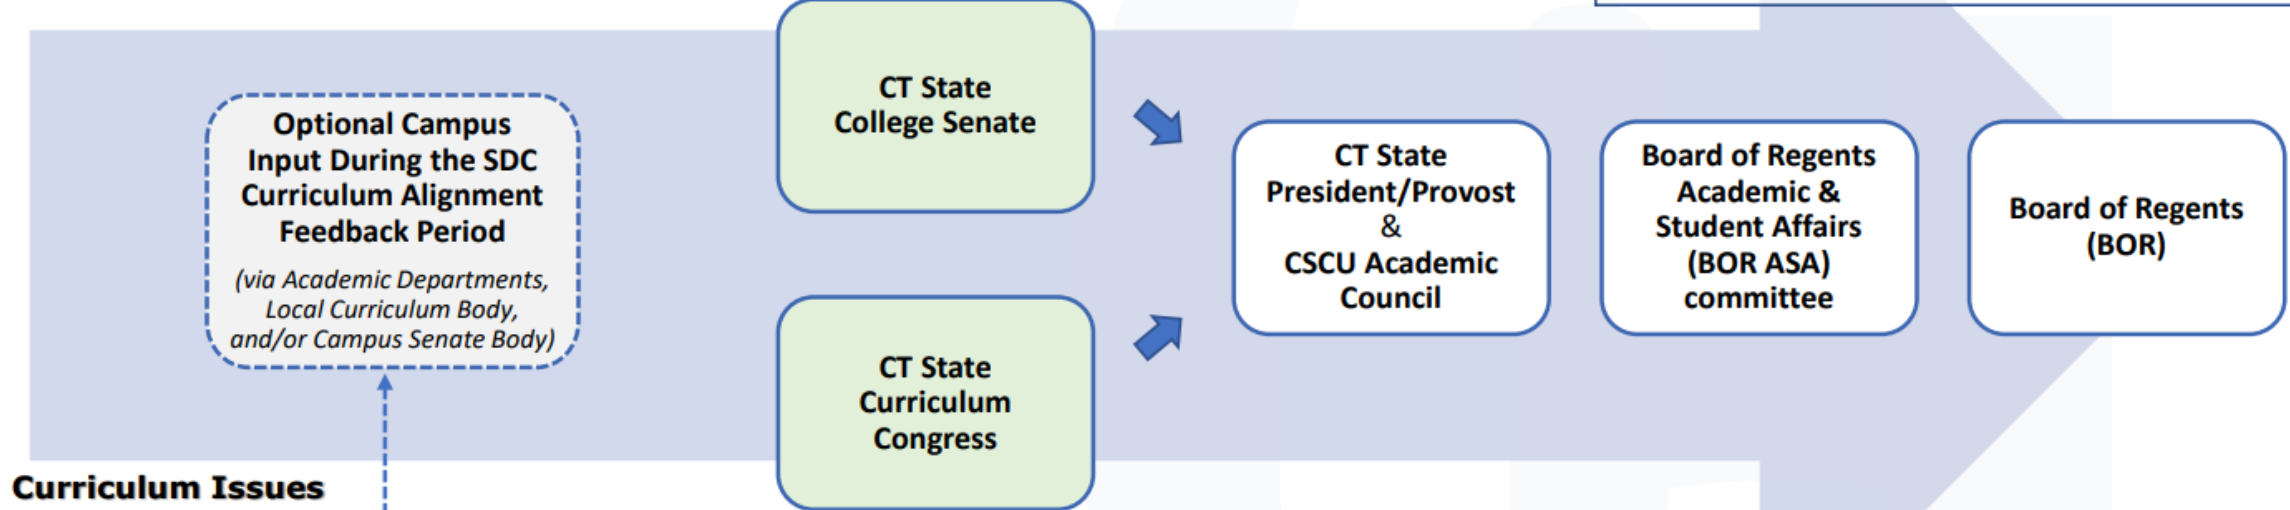 Optional Campus
Input During the SDC
Curriculum Alignment
Feedback Period
(via Academic Departments,
Local Curriculum Body,
and/or Campus Senate Body)
CT State
College Senate
CT State
Curriculum
Congress
CT State
President/Provost
&
CSCU Academic
Council
Board of Regents
Academic &
Student Affairs
(BOR ASA)
committee
Board of Regents
(BOR)
Curriculum Issues